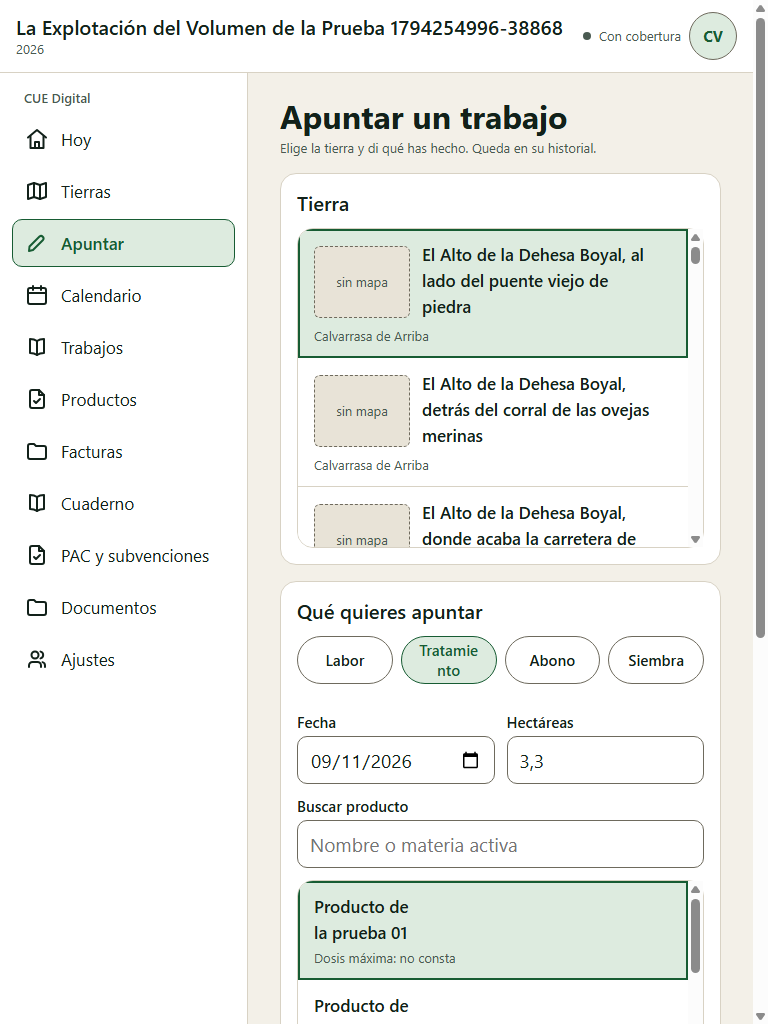 La Explotación del Volumen de la Prueba 1794254996-38868
2026
Con cobertura
CV
CUE Digital
Hoy
Tierras
Apuntar
Calendario
Trabajos
Productos
Facturas
Cuaderno
PAC y subvenciones
Documentos
Ajustes
Apuntar un trabajo
Elige la tierra y di qué has hecho. Queda en su historial.
Tierra
sin mapa
El Alto de la Dehesa Boyal, al
lado del puente viejo de
piedra
Calvarrasa de Arriba
sin mapa
El Alto de la Dehesa Boyal,
detrás del corral de las ovejas
merinas
Calvarrasa de Arriba
sin mapa
El Alto de la Dehesa Boyal,
donde acaba la carretera de
Qué quieres apuntar
Labor
Tratamie
nto
Abono
Siembra
Fecha
Hectáreas
09/11/2026
3,3
Buscar producto
Nombre o materia activa
Producto de
la prueba 01
Dosis máxima: no consta
Producto de